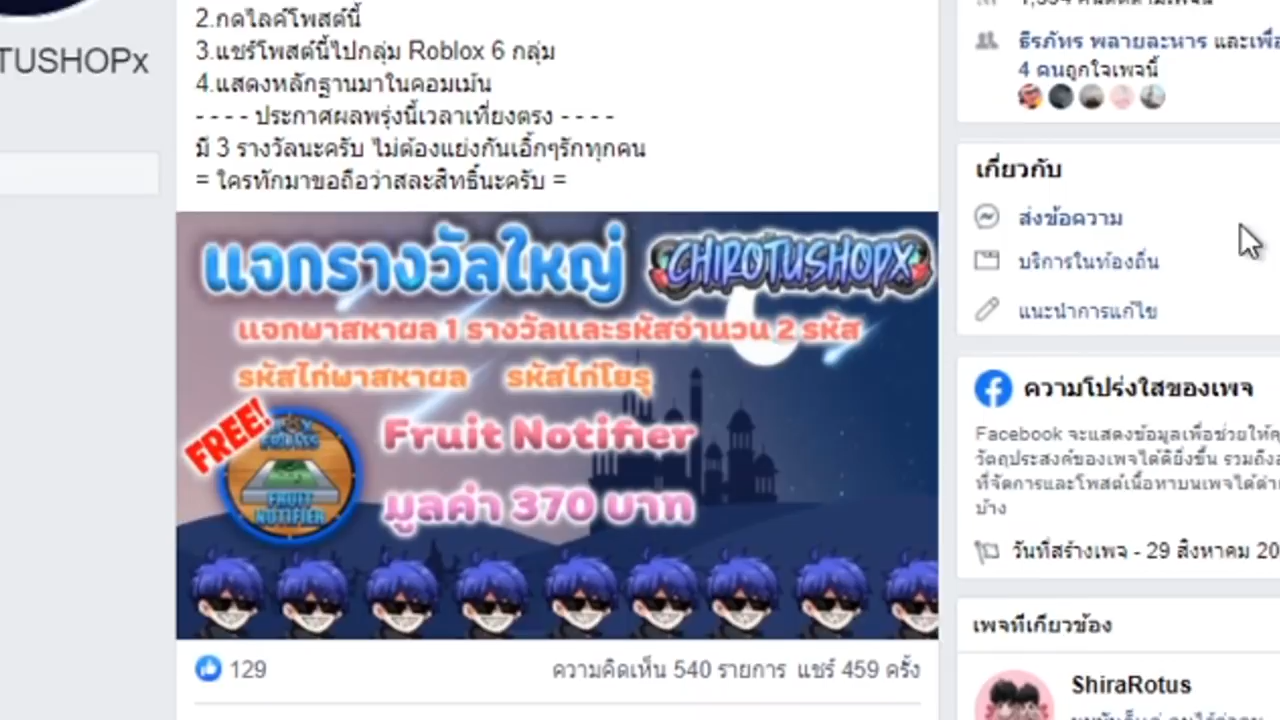 TUSHOPx
2.กดไลค์โพสต์นี้
3.แชร์โพสต์นี้ไปกลุ่ม Roblox 6 กลุ่ม
4.แสดงหลักฐานมาในคอมเม้น
- - - - ประกาศผลพรุ่งนี้เวลาเที่ยงตรง - - - -
มี 3 รางวัลนะครับ ไม่ต้องแย่งกันเอิ้กๆรักทุกคน
= ใครทักมาขอถือว่าสละสิทธิ์นะครับ =
แจกรางวัลใหญ่
CHIROTUSHOPX
แจกพาสหาผล 1 รางวัลและรหัสจำนวน 2 รหัส
รหัสไก่พาสหาผล รหัสไก่โยรุ
FREE!
FRUIT
NOTIFIER
Fruit Notifier
มูลค่า 370 บาท
129
ความคิดเห็น 540 รายการ แชร์ 459 ครั้ง
ธีรภัทร พลายละหาร และเพื่อ
4 คนถูกใจเพจนี้
เกี่ยวกับ
ส่งข้อความ
บริการในท้องถิ่น
แนะนำการแก้ไข
ความโปร่งใสของเพจ
Facebook จะแสดงข้อมูลเพื่อช่วยให้คุ
วัตถุประสงค์ของเพจได้ดียิ่งขึ้น รวมถึงส
ที่จัดการและโพสต์เนื้อหาบนเพจได้ดำเ
บ้าง
วันที่สร้างเพจ - 29 สิงหาคม 20
เพจที่เกี่ยวข้อง
ShiraRotus